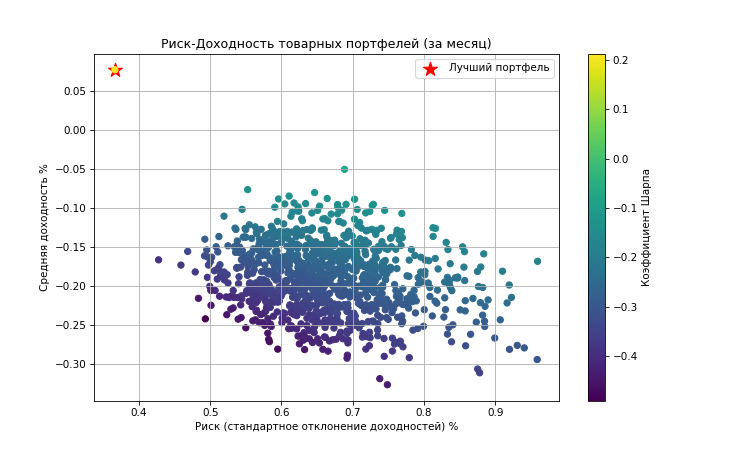 Риск-Доходность товарных портфелей (за месяц)
Лучший портфель
Средняя доходность %
0.05
0.00
−0.05
−0.10
−0.15
−0.20
−0.25
−0.30
0.4 0.5 0.6 0.7 0.8 0.9
Риск (стандартное отклонение доходностей) %
0.2
0.1
0.0
−0.1
−0.2
−0.3
−0.4
Коэффициент Шарпа